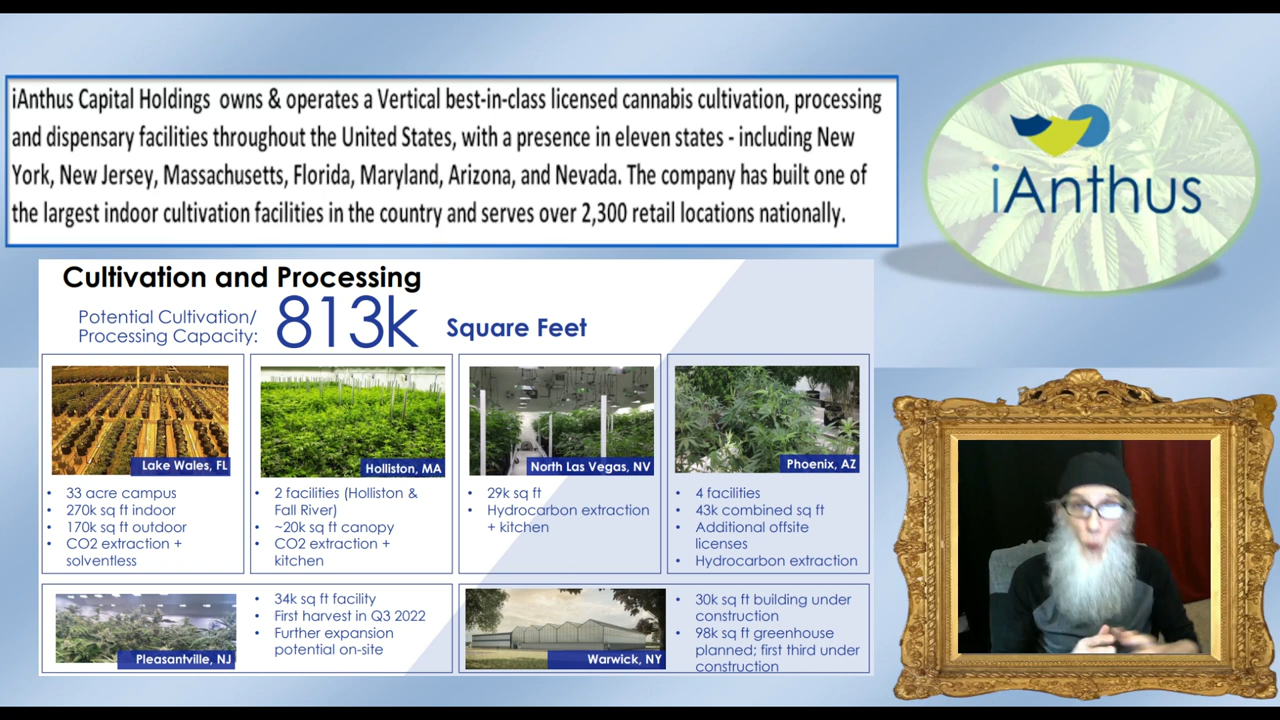 iAnthus Capital Holdings owns & operates a Vertical best-in-class licensed cannabis cultivation, processing
and dispensary facilities throughout the United States, with a presence in eleven states - including New
York, New Jersey, Massachusetts, Florida, Maryland, Arizona, and Nevada. The company has built one of
the largest indoor cultivation facilities in the country and serves over 2,300 retail locations nationally.
iAnthus
Cultivation and Processing
Potential Cultivation/
Processing Capacity:
813k
Square Feet
Lake Wales, FL
• 33 acre campus
• 270k sq ft indoor
• 170k sq ft outdoor
• CO2 extraction +
solventless
Holliston, MA
• 2 facilities (Holliston &
Fall River)
• ~20k sq ft canopy
• CO2 extraction +
kitchen
North Las Vegas, NV
• 29k sq ft
• Hydrocarbon extraction
+ kitchen
Phoenix, AZ
• 4 facilities
• 43k combined sq ft
• Additional offsite
licenses
• Hydrocarbon extraction
Pleasantville, NJ
• 34k sq ft facility
• First harvest in Q3 2022
• Further expansion
potential on-site
Warwick, NY
• 30k sq ft building under
construction
• 98k sq ft greenhouse
planned; first third under
construction